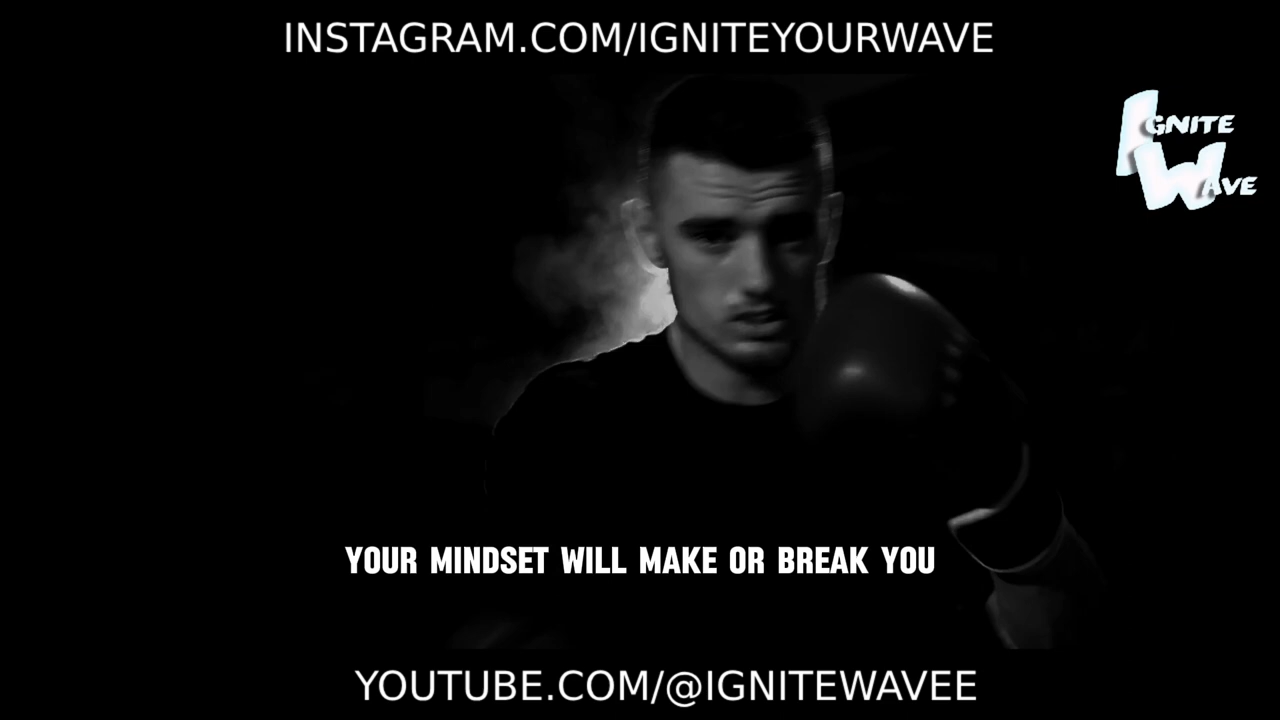 INSTAGRAM.COM/IGNITEYOURWAVE
IGNITE
WAVE
YOUR MINDSET WILL MAKE OR BREAK YOU
YOUTUBE.COM/@IGNITEWAVEE